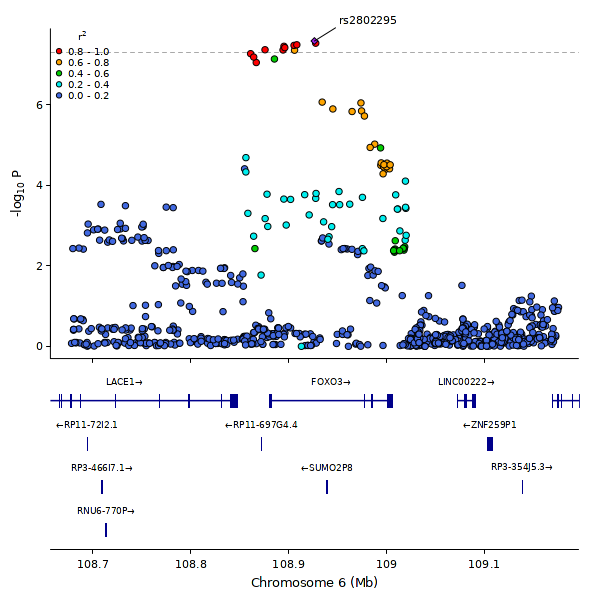 rs2802295
r²
0.8 - 1.0
0.6 - 0.8
0.4 - 0.6
0.2 - 0.4
0.0 - 0.2
-log₁₀ P
6
4
2
0
LACE1→ FOXO3→ LINC00222→
←RP11-72I2.1 ←RP11-697G4.4 ←ZNF259P1
RP3-466I7.1→ ←SUMO2P8 RP3-354J5.3→
RNU6-770P→
108.7 108.8 108.9 109 109.1
Chromosome 6 (Mb)